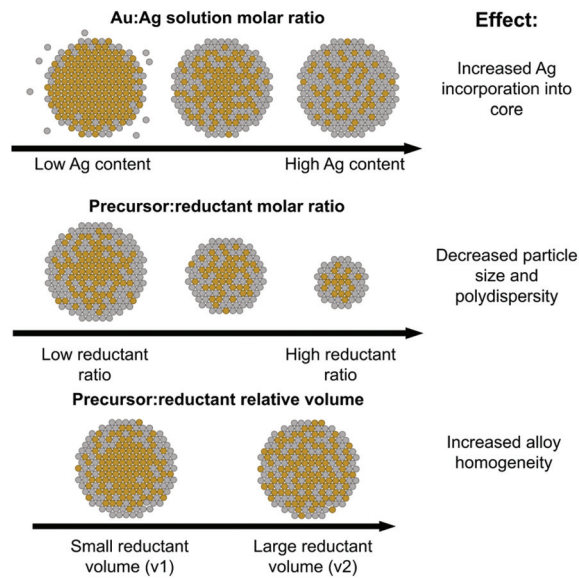 Au:Ag solution molar ratio
Effect:
Increased Ag
incorporation into
core
Low Ag content
High Ag content
Precursor:reductant molar ratio
Decreased particle
size and
polydispersity
Low reductant
ratio
High reductant
ratio
Precursor:reductant relative volume
Increased alloy
homogeneity
Small reductant
volume (v1)
Large reductant
volume (v2)